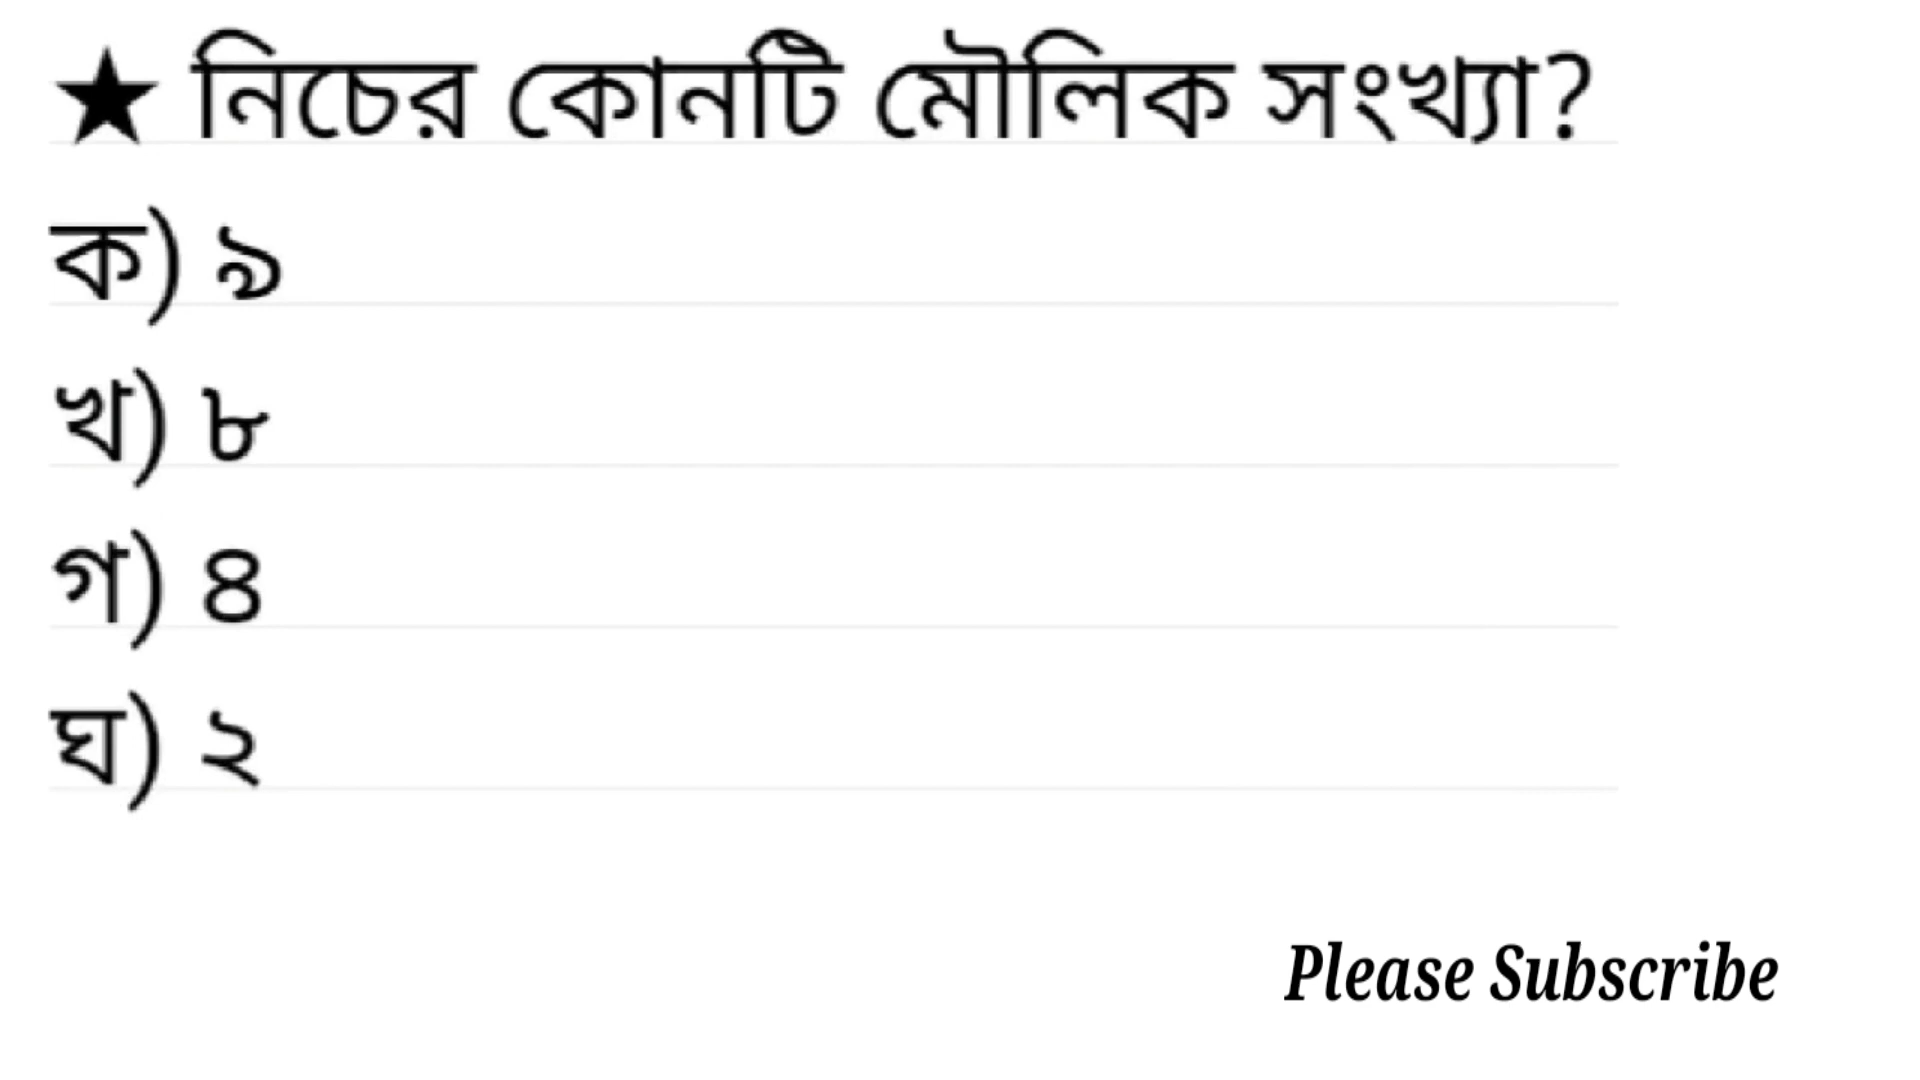 ★ নিচের কোনটি মৌলিক সংখ্যা?
ক) ৯
খ) ৮
গ) ৪
ঘ) ২
Please Subscribe